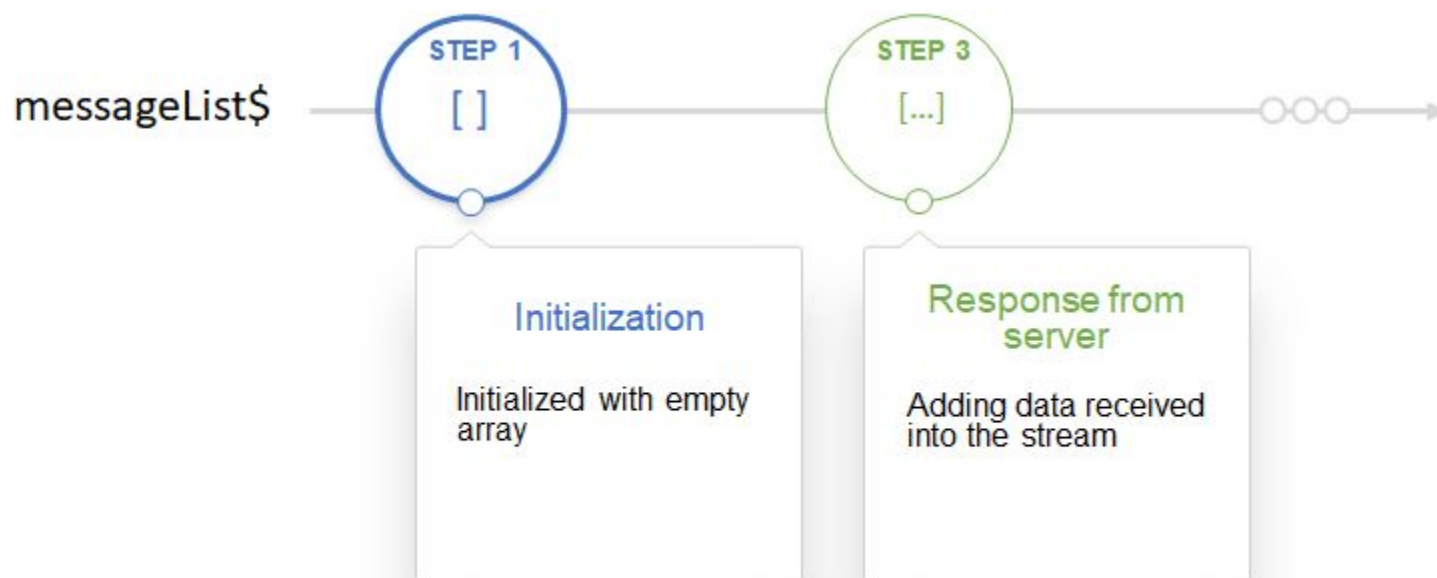 messageList$
STEP 1
[ ]
STEP 3
[...]
Initialization
Initialized with empty
array
Response from
server
Adding data received
into the stream